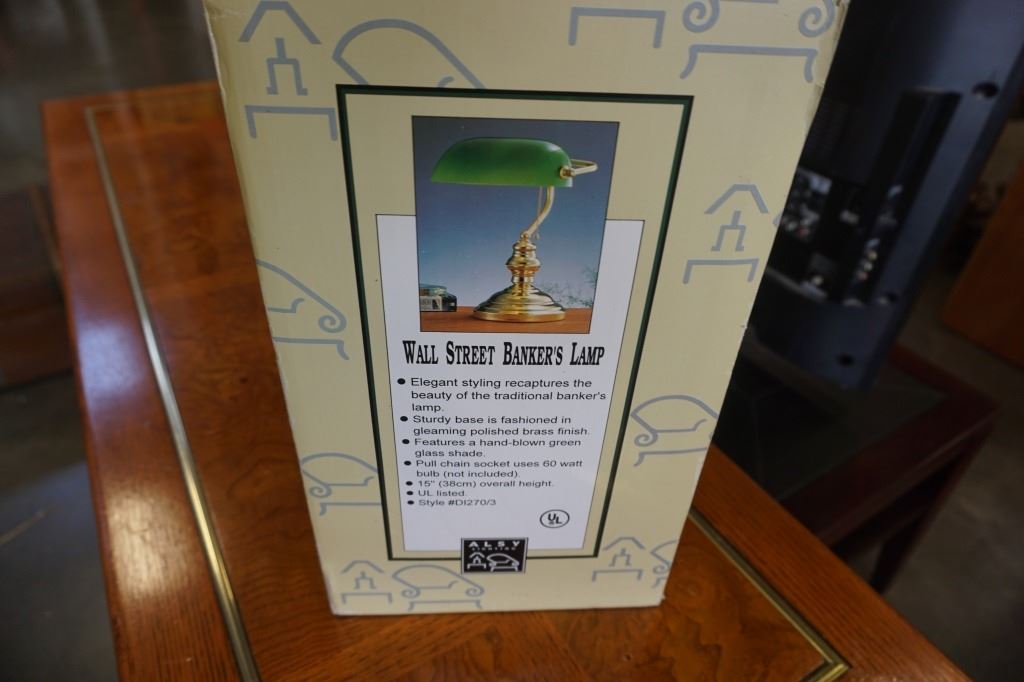 WALL STREET BANKER'S LAMP
● Elegant styling recaptures the
beauty of the traditional banker's
lamp.
● Sturdy base is fashioned in
gleaming polished brass finish.
● Features a hand-blown green
glass shade.
● Pull chain socket uses 60 watt
bulb (not included)
● 15" (38cm) overall height.
● UL listed.
● Style #DI270/3
UL
ALSY
LIGHTING